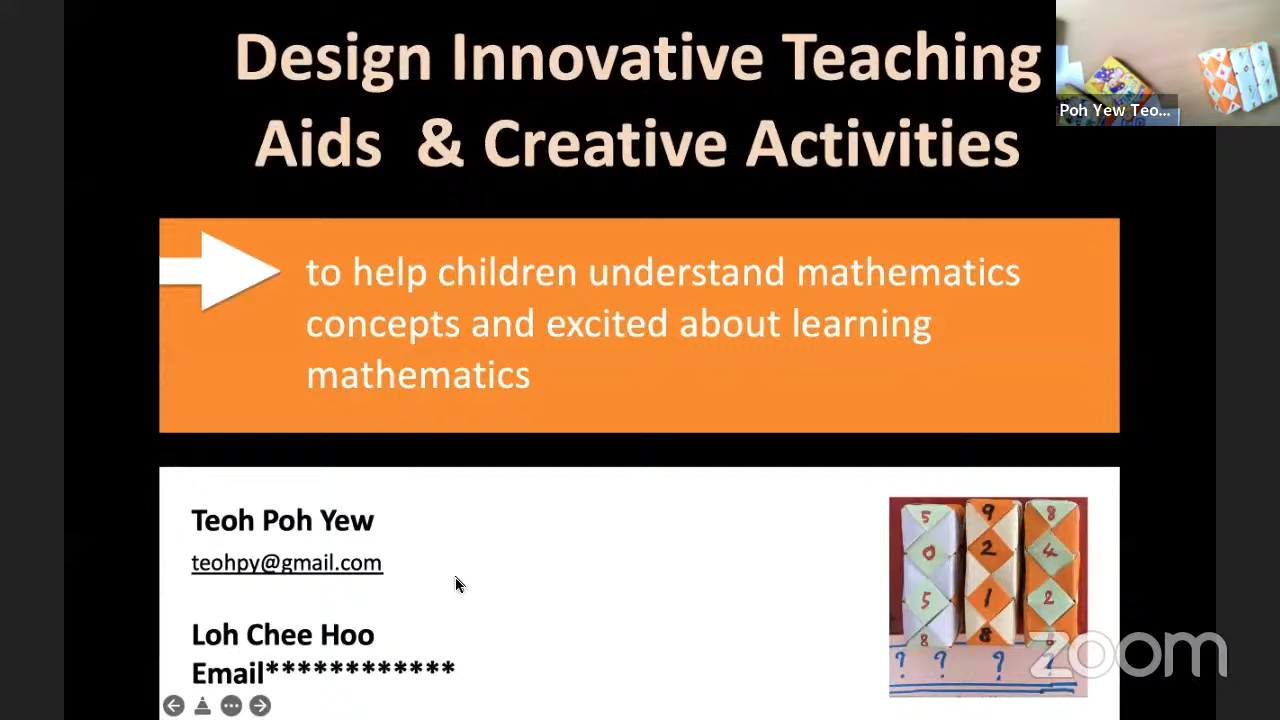 Design Innovative Teaching
Aids & Creative Activities
Poh Yew Teo...
to help children understand mathematics
concepts and excited about learning
mathematics
Teoh Poh Yew
teohpy@gmail.com
Loh Chee Hoo
Email************
5 9 8
0 2 4
5 1 2
8 8
? ? ? ?
zoom